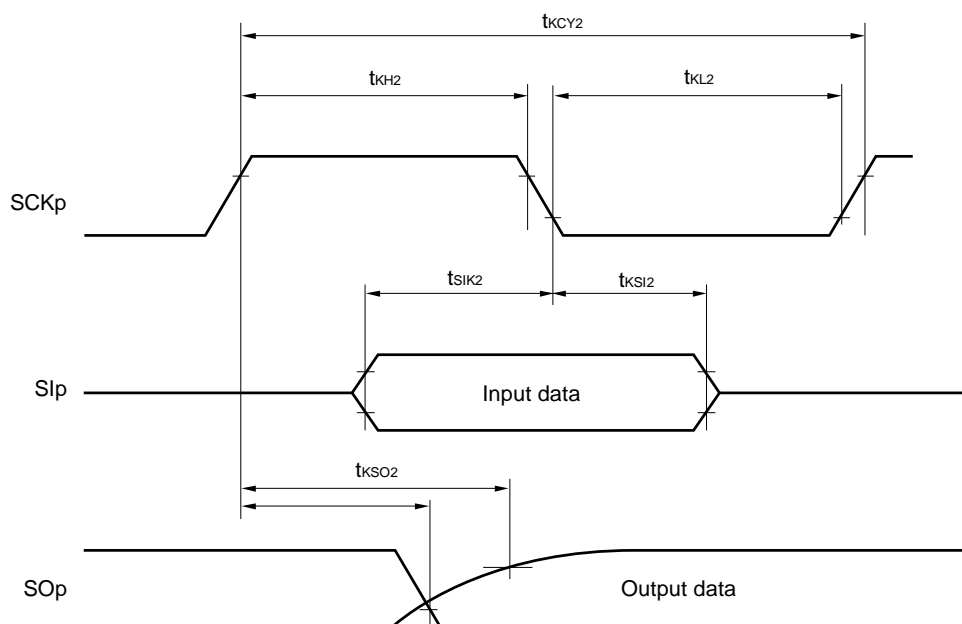 tKCY2
tKH2
tKL2
SCKp
tSIK2
tKSI2
SIp
Input data
tKSO2
SOp
Output data